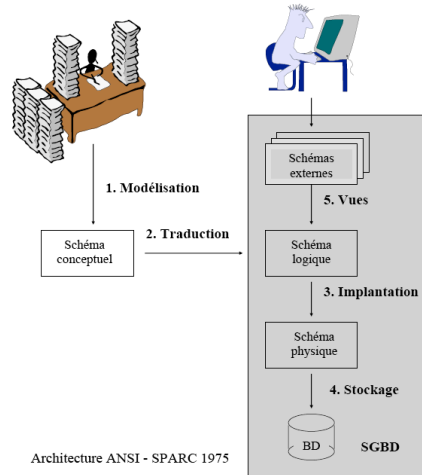 Schémas
externes
1. Modélisation
5. Vues
2. Traduction
Schéma
conceptuel
Schéma
logique
3. Implantation
Schéma
physique
4. Stockage
BD
SGBD
Architecture ANSI - SPARC 1975